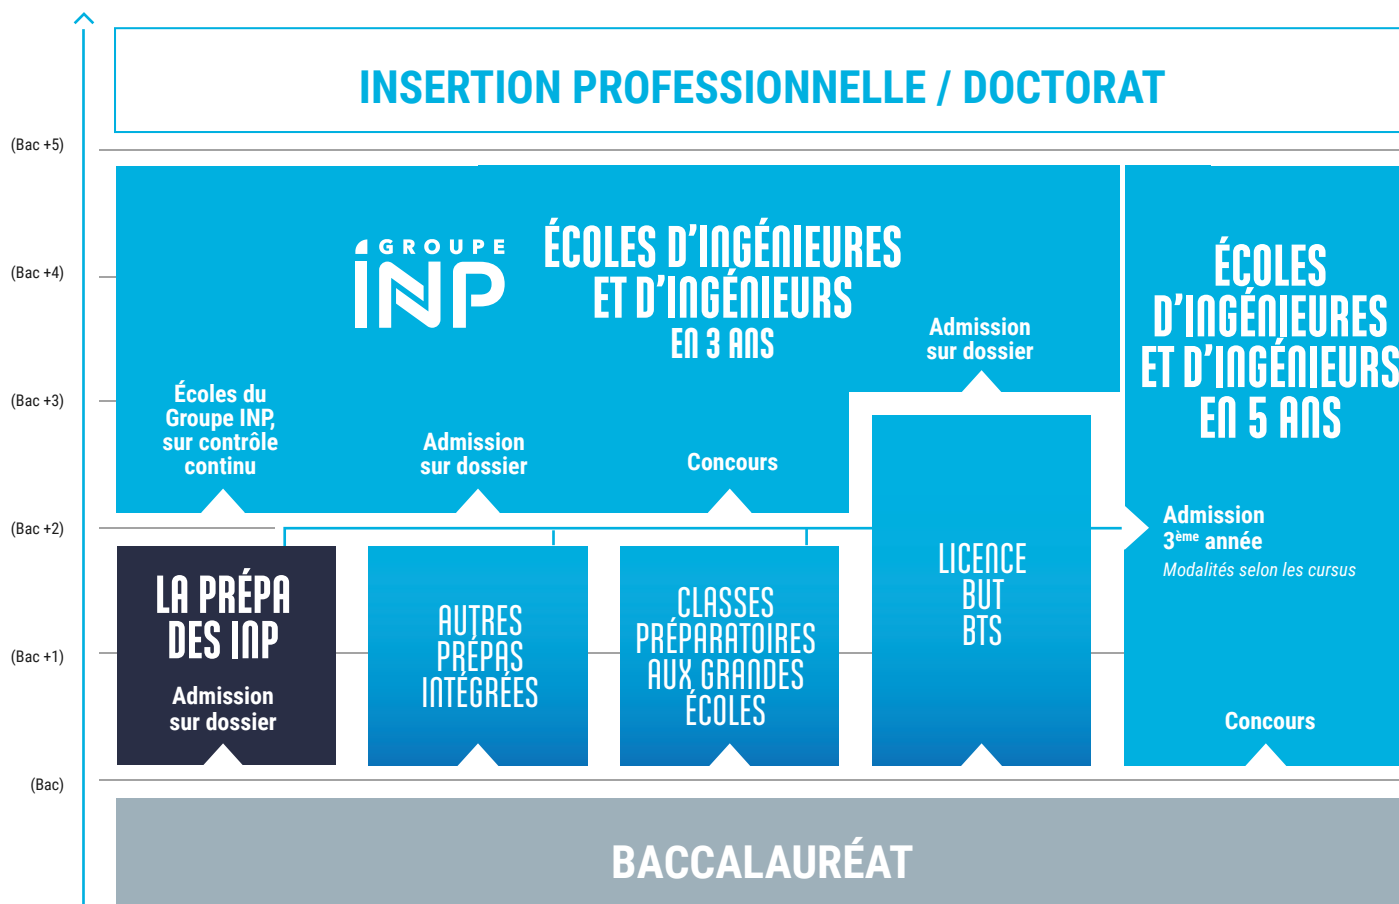 INSERTION PROFESSIONNELLE / DOCTORAT
(Bac +5)
(Bac +4)
(Bac +3)
(Bac +2)
(Bac +1)
(Bac)
GROUPE
INP
ÉCOLES D'INGÉNIEURES
ET D'INGÉNIEURS
EN 3 ANS
Écoles du
Groupe INP,
sur contrôle
continu
Admission
sur dossier
Concours
Admission
sur dossier
ÉCOLES
D'INGÉNIEURES
ET D'INGÉNIEURS
EN 5 ANS
Admission
3ème année
Modalités selon les cursus
Concours
LA PRÉPA
DES INP
Admission
sur dossier
AUTRES
PRÉPAS
INTÉGRÉES
CLASSES
PRÉPARATOIRES
AUX GRANDES
ÉCOLES
LICENCE
BUT
BTS
BACCALAURÉAT